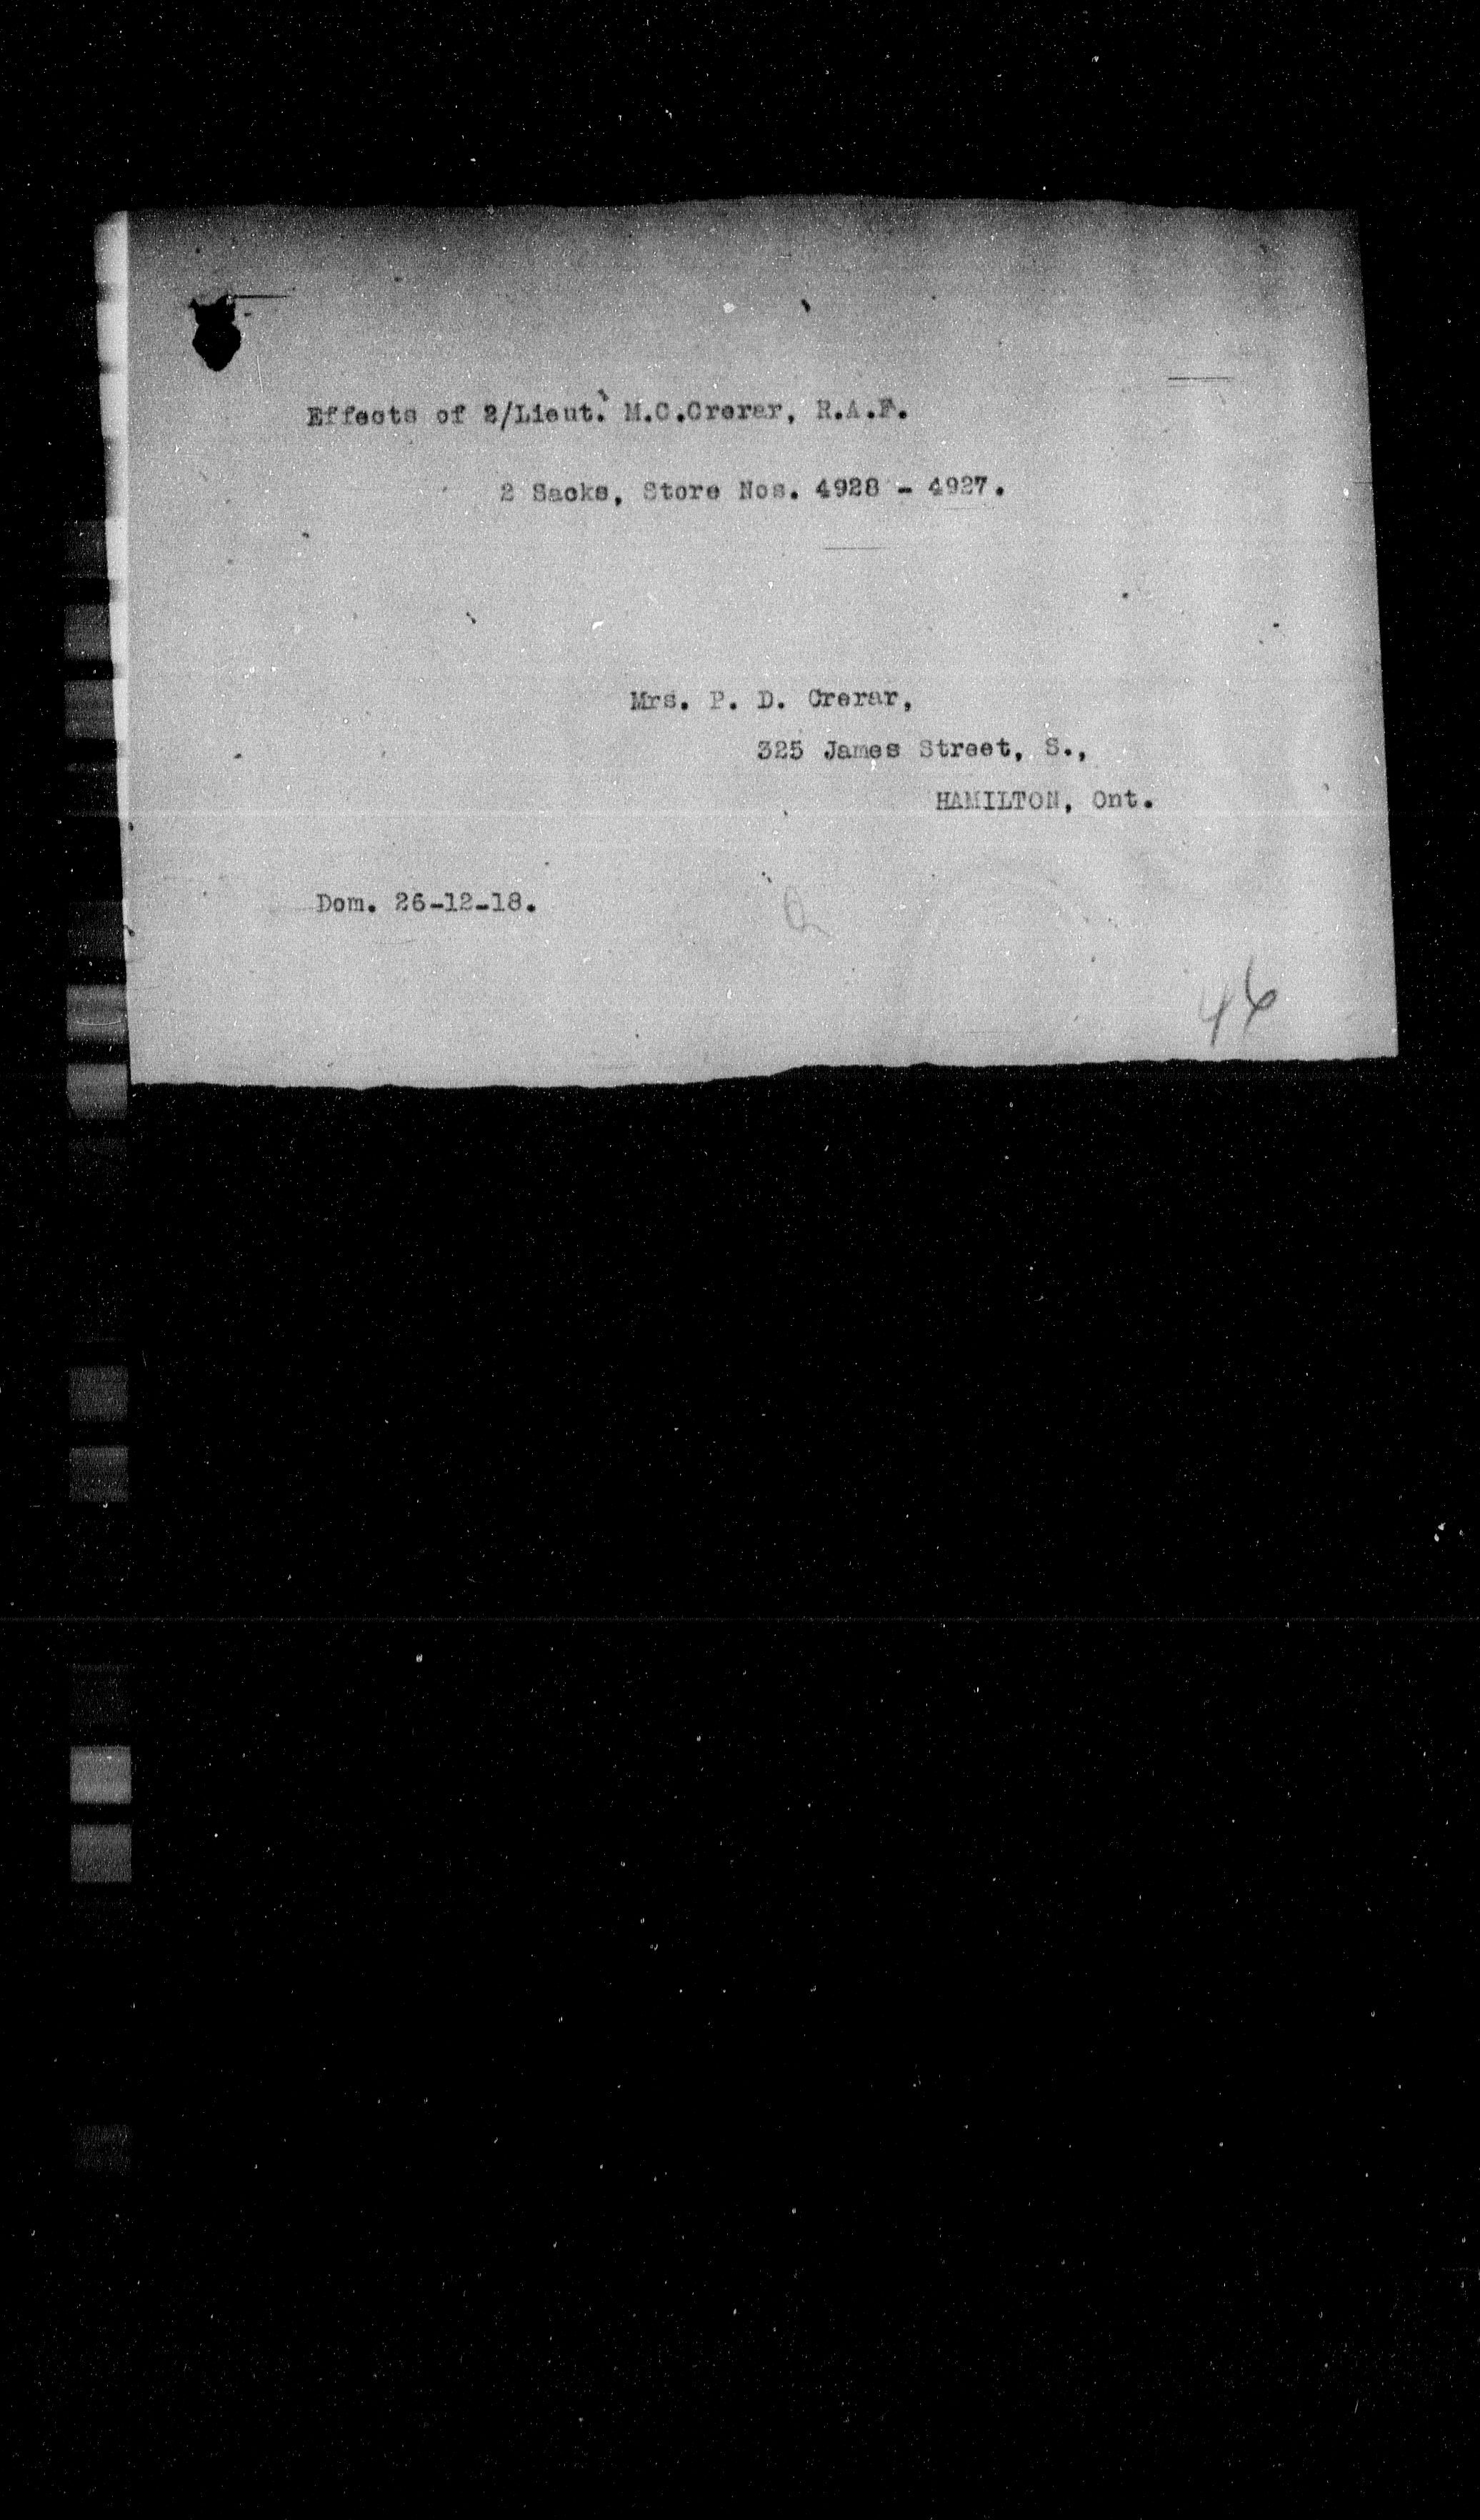 Effects of 2/Lieut. M.C.Crerar, R.A.F.
2 Sacks, Store Nos. 4928 - 4927.
Mrs. P. D. Crerar,
325 James Street, S.,
HAMILTON, Ont.
Dom. 26-12-18.
46